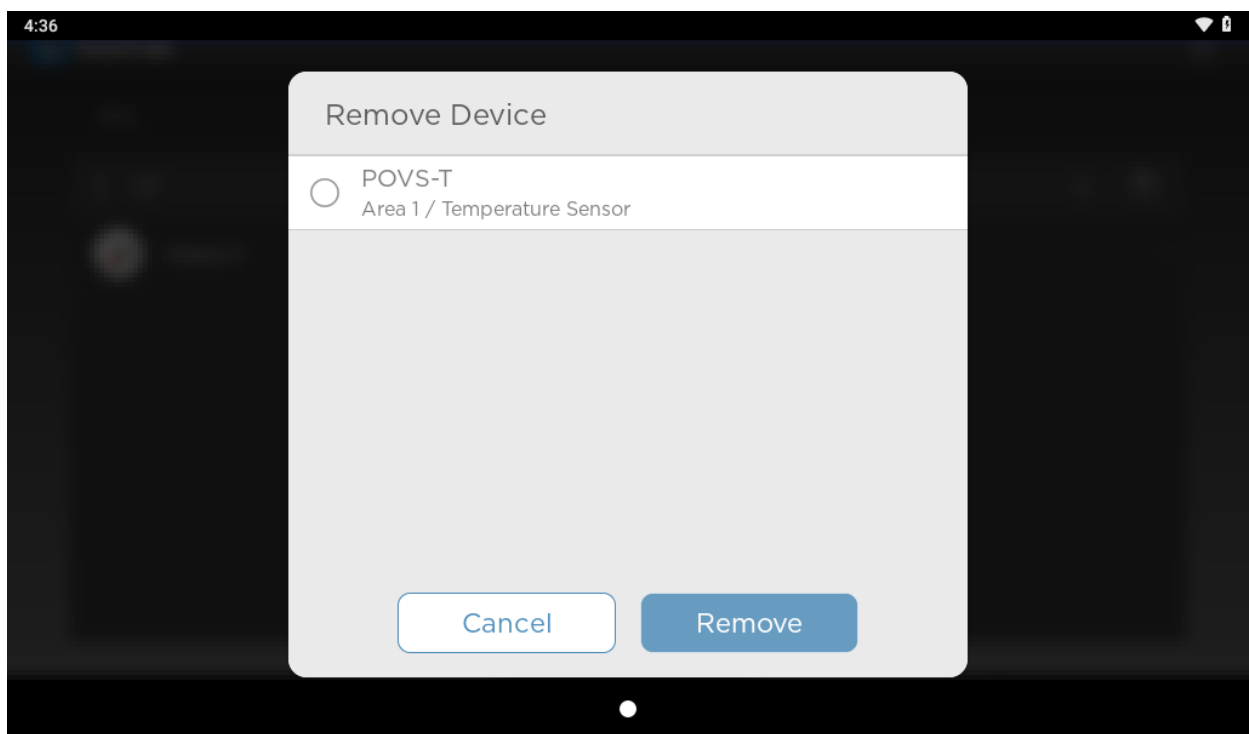 4:36
Remove Device
POVS-T
Area 1 / Temperature Sensor
Cancel
Remove